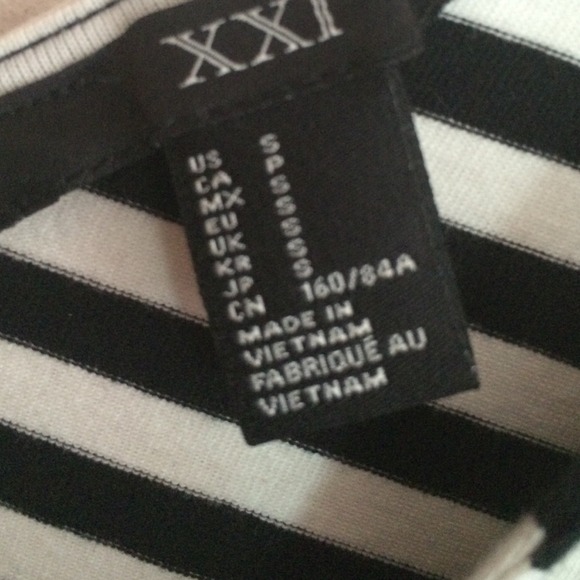 XXI
US S
CA P
MX S
EU S
UK S
KR S
JP S
CN 160/84A
MADE IN
VIETNAM
FABRIQUÉ AU
VIETNAM